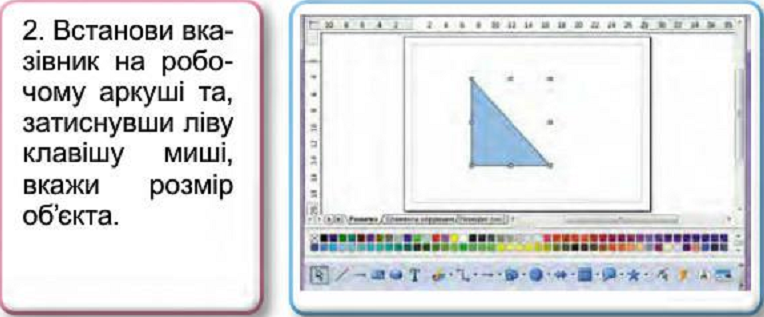 2. Встанови вка-
зівник на робо-
чому аркуші та,
затиснувши ліву
клавішу миші,
вкажи розмір
об'єкта.